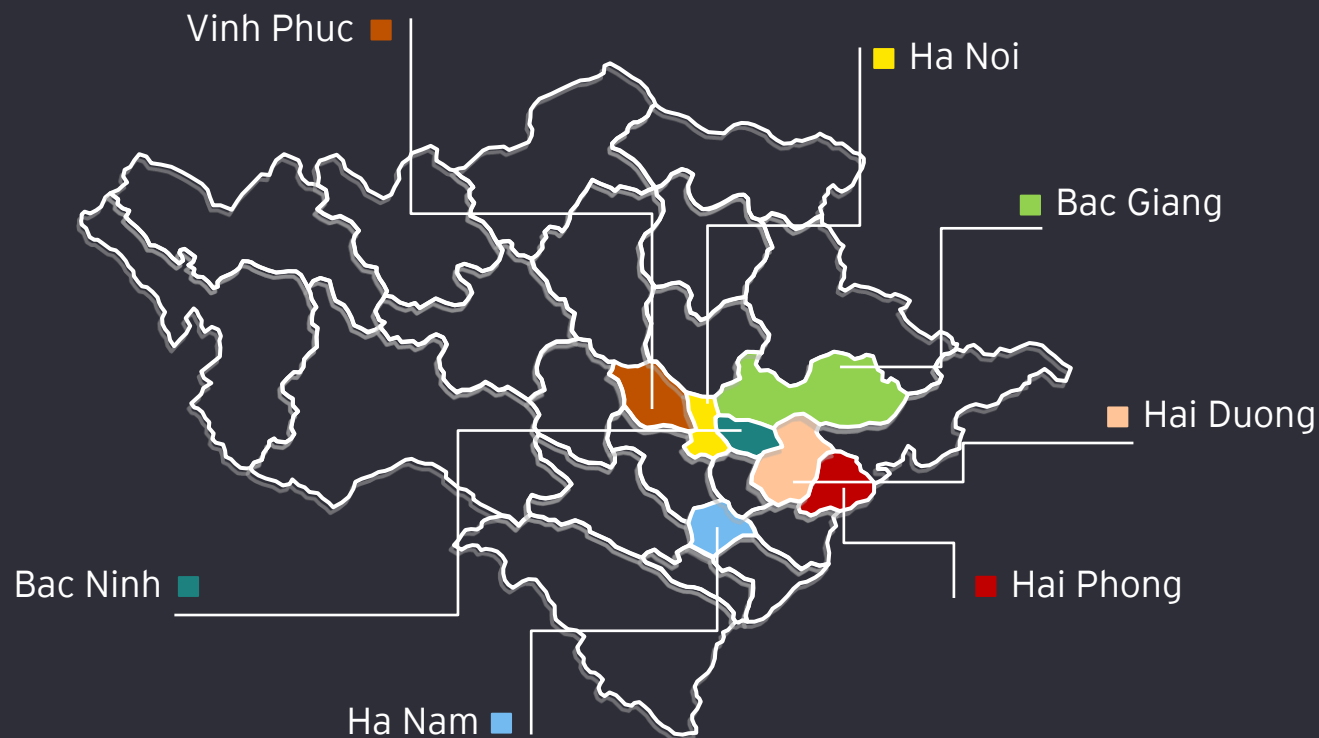 Vinh Phuc
Ha Noi
Bac Giang
Hai Duong
Bac Ninh
Hai Phong
Ha Nam